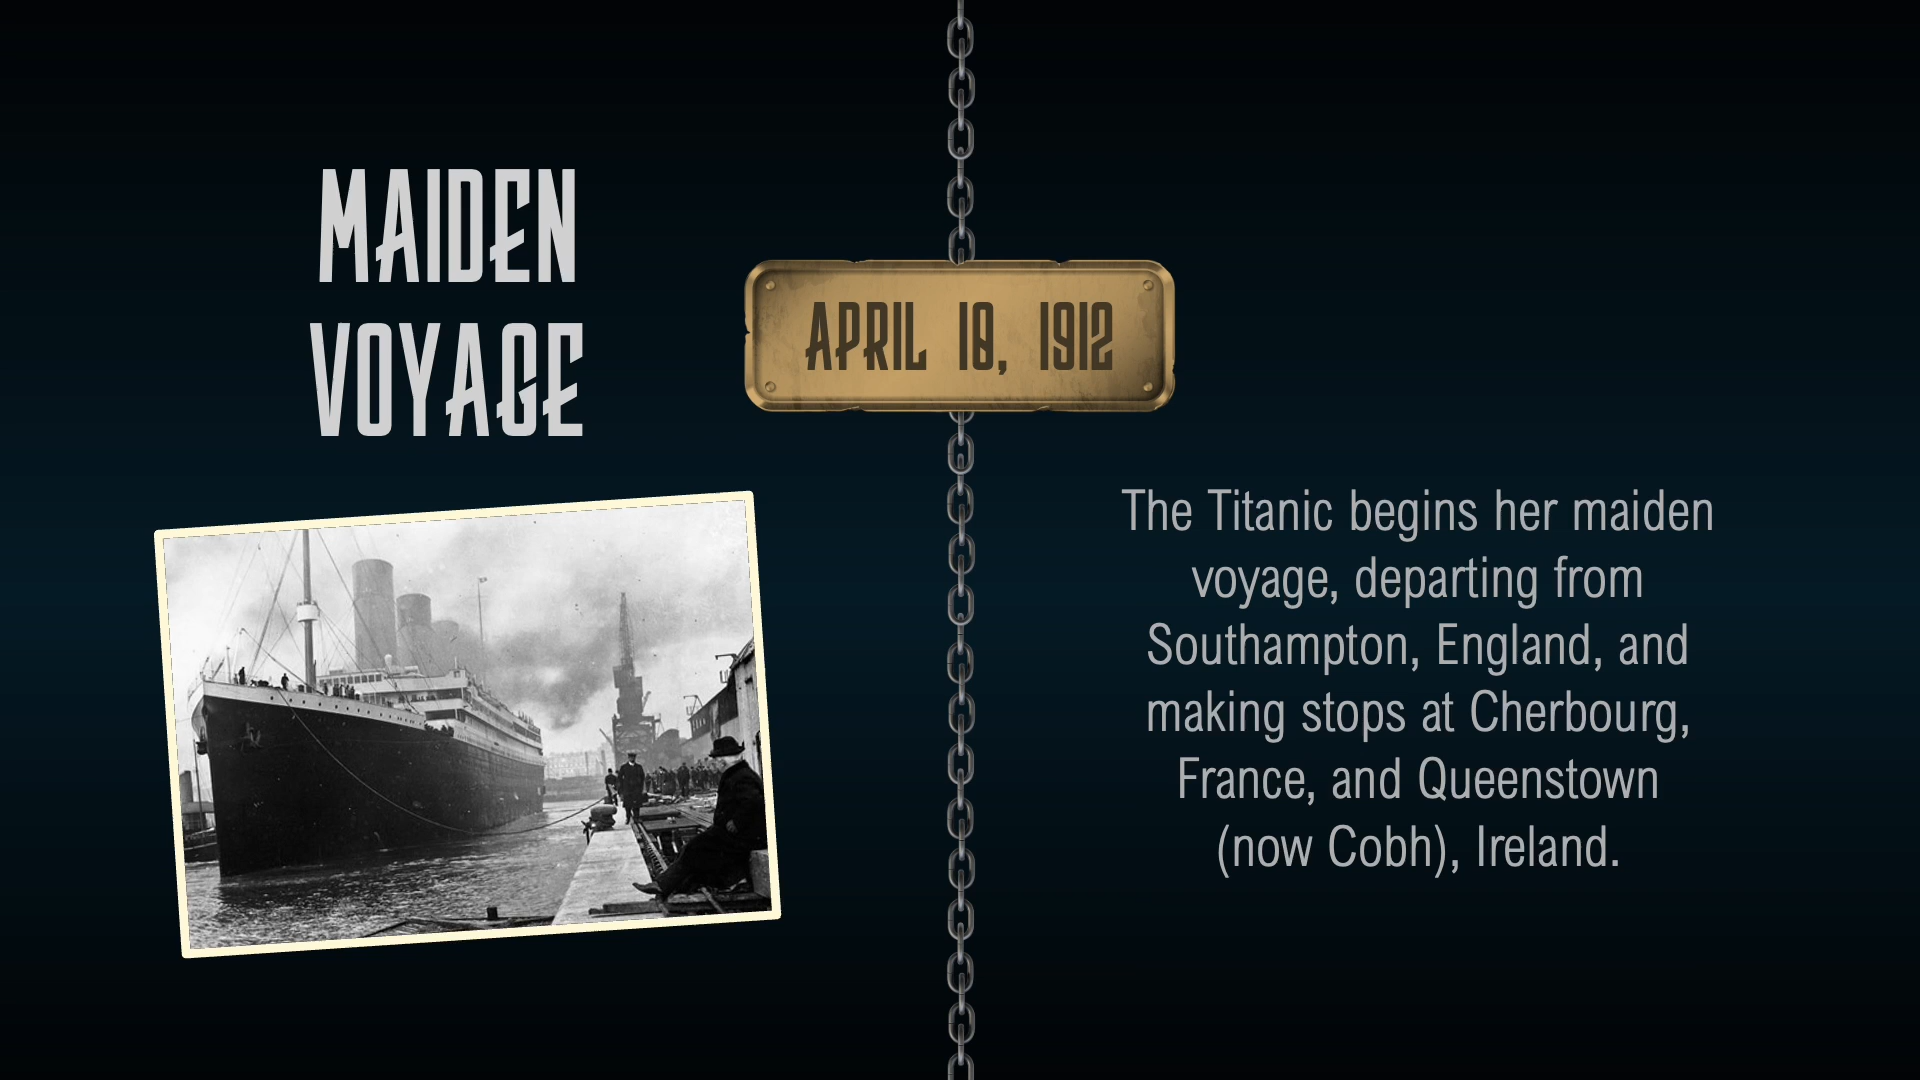 MAIDEN
VOYAGE
APRIL 10, 1912
The Titanic begins her maiden
voyage, departing from
Southampton, England, and
making stops at Cherbourg,
France, and Queenstown
(now Cobh), Ireland.